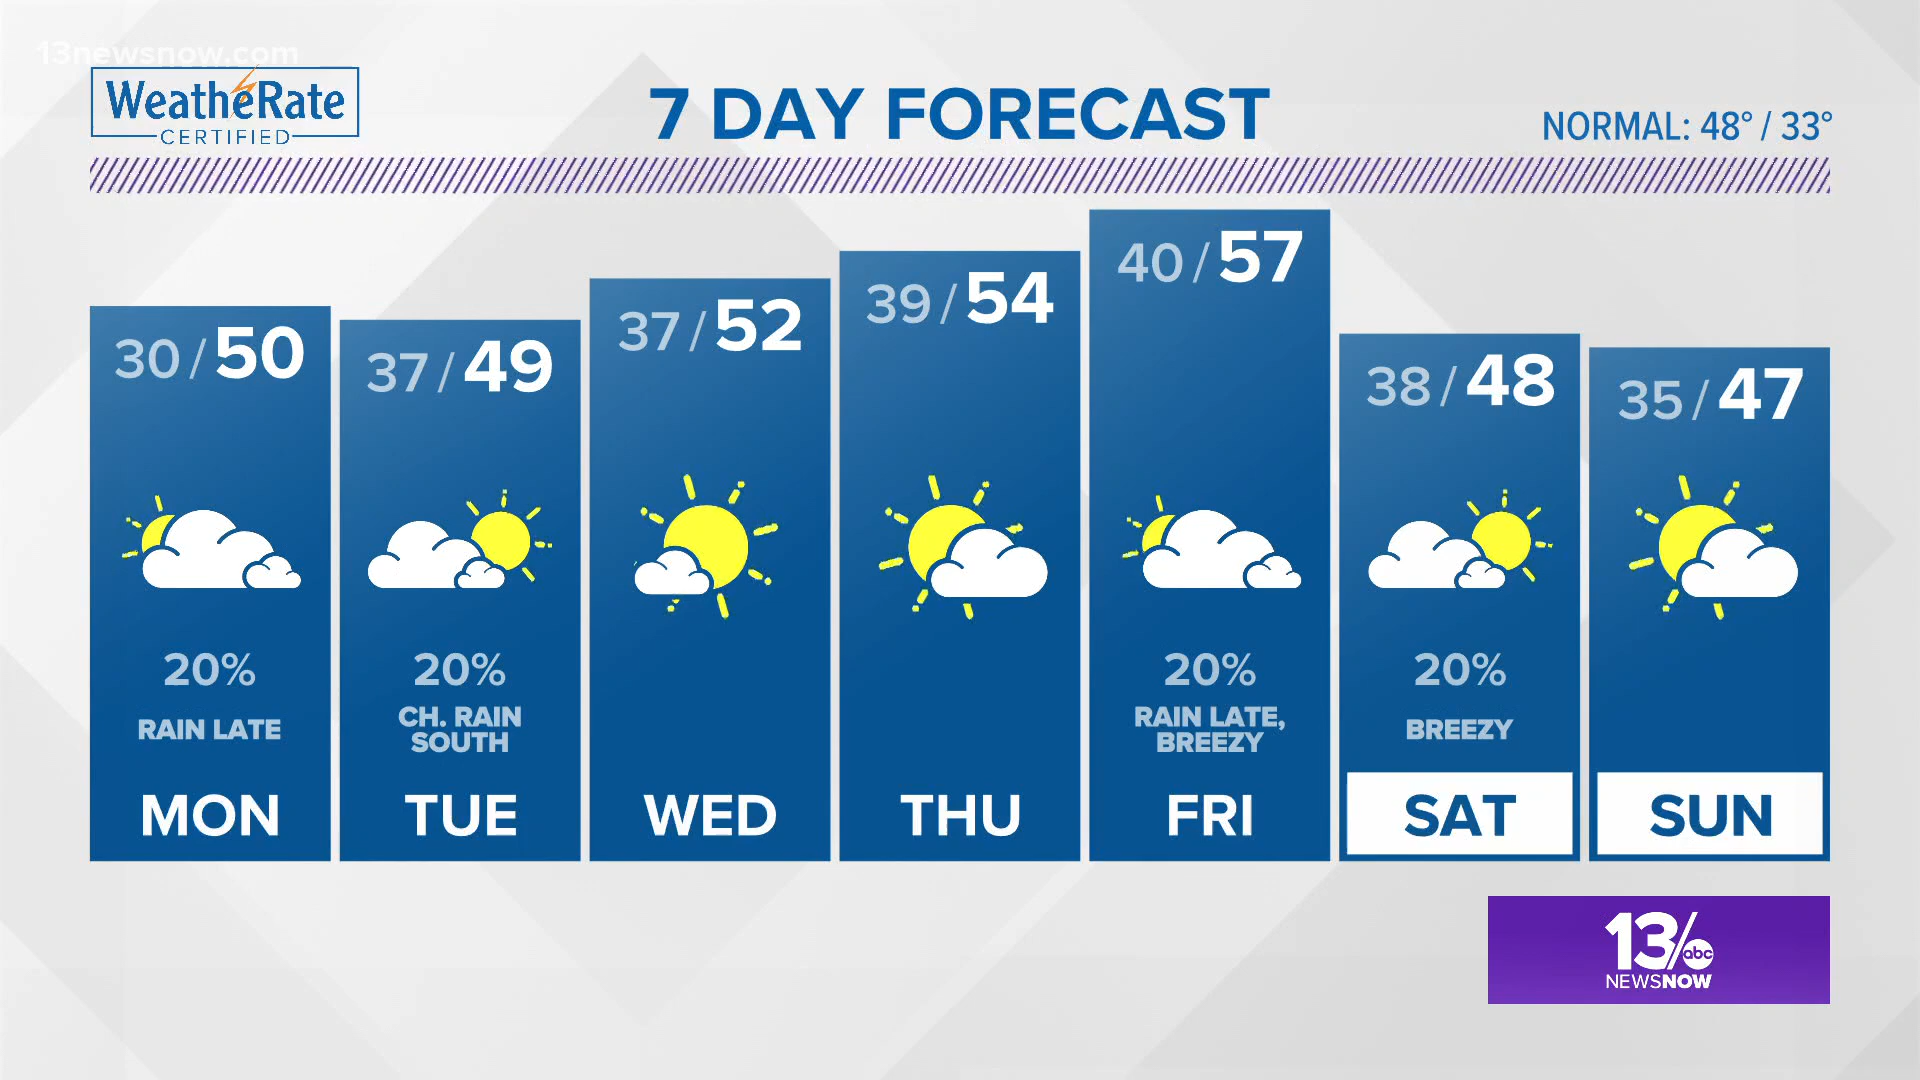 13newsnow.com
WeatheRate
CERTIFIED
7 DAY FORECAST
NORMAL: 48° / 33°
30 / 50
20%
RAIN LATE
MON
37 / 49
20%
CH. RAIN
SOUTH
TUE
37 / 52
WED
39 / 54
THU
40 / 57
20%
RAIN LATE,
BREEZY
FRI
38 / 48
20%
BREEZY
SAT
35 / 47
SUN
13/ abc
NEWSNOW